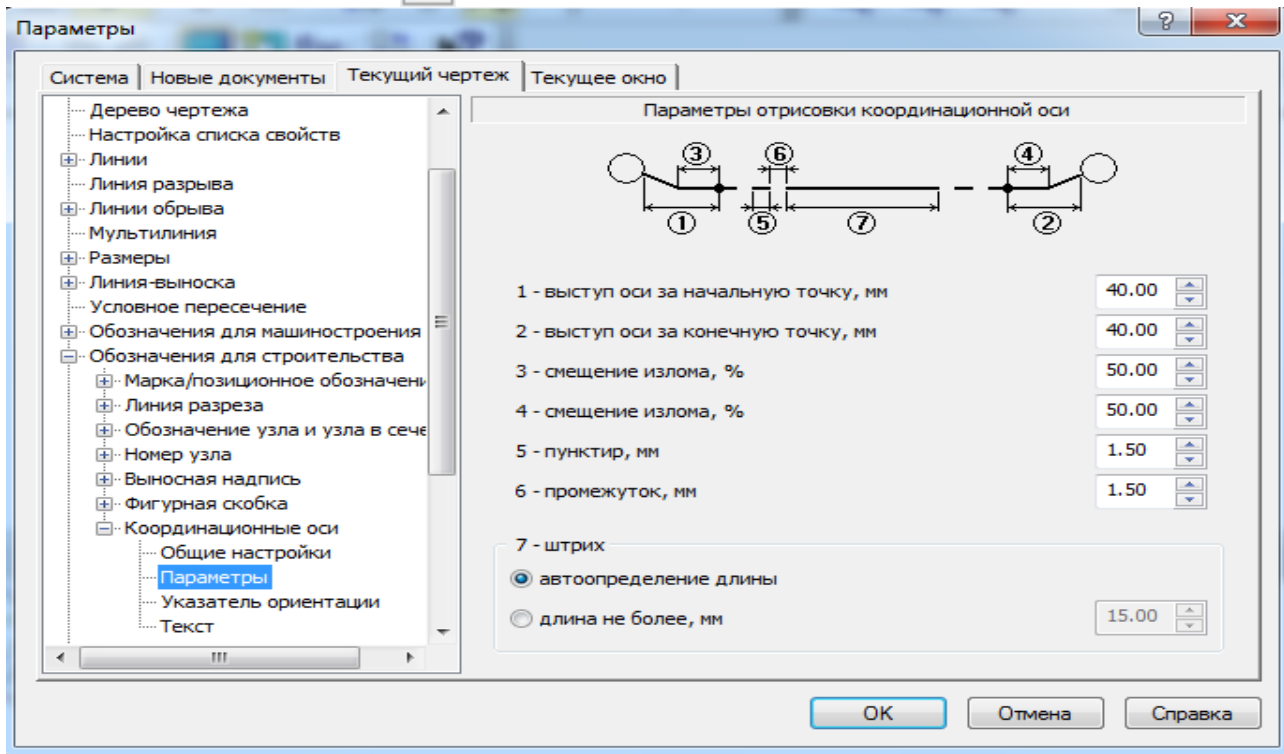 Параметры
Система
Новые документы
Текущий чертеж
Текущее окно
Дерево чертежа
Настройка списка свойств
Линии
Линия разрыва
Линии обрыва
Мультилиния
Размеры
Линия-выноска
Условное пересечение
Обозначения для машиностроения
Обозначения для строительства
Марка/позиционное обозначени
Линия разреза
Обозначение узла и узла в сече
Номер узла
Выносная надпись
Фигурная скобка
Координационные оси
Общие настройки
Параметры
Указатель ориентации
Текст
Параметры отрисовки координационной оси
3 6 4
1 5 7 2
1 - выступ оси за начальную точку, мм 40.00
2 - выступ оси за конечную точку, мм 40.00
3 - смещение излома, % 50.00
4 - смещение излома, % 50.00
5 - пунктир, мм 1.50
6 - промежуток, мм 1.50
7 - штрих
автоопределение длины
длина не более, мм 15.00
OK Отмена Справка